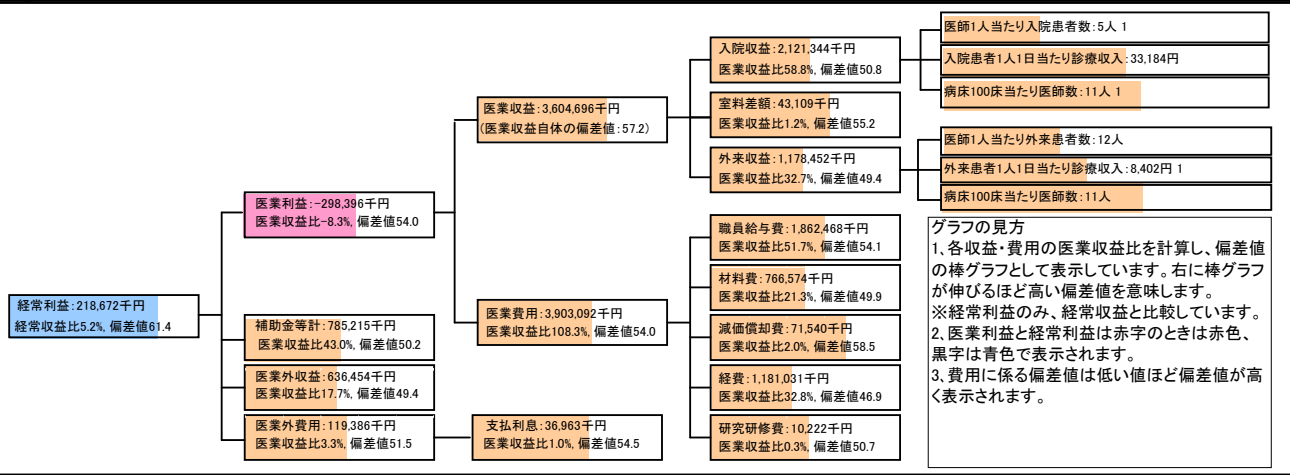 経常利益:218,672千円
経常収益比5.2%, 偏差値61.4
医業利益:-298,396千円
医業収益比-8.3%, 偏差値54.0
補助金等計:785,215千円
医業収益比43.0%, 偏差値50.2
医業外収益:636,454千円
医業収益比17.7%, 偏差値49.4
医業外費用:119,386千円
医業収益比3.3%, 偏差値51.5
医業収益:3,604,696千円
(医業収益自体の偏差値:57.2)
医業費用:3,903,092千円
医業収益比108.3%, 偏差値54.0
支払利息:36,963千円
医業収益比1.0%, 偏差値54.5
入院収益:2,121,344千円
医業収益比58.8%, 偏差値50.8
室料差額:43,109千円
医業収益比1.2%, 偏差値55.2
外来収益:1,178,452千円
医業収益比32.7%, 偏差値49.4
職員給与費:1,862,468千円
医業収益比51.7%, 偏差値54.1
材料費:766,574千円
医業収益比21.3%, 偏差値49.9
減価償却費:71,540千円
医業収益比2.0%, 偏差値58.5
経費:1,181,031千円
医業収益比32.8%, 偏差値46.9
研究研修費:10,222千円
医業収益比0.3%, 偏差値50.7
医師1人当たり入院患者数:5人 1
入院患者1人1日当たり診療収入:33,184円
病床100床当たり医師数:11人 1
医師1人当たり外来患者数:12人
外来患者1人1日当たり診療収入:8,402円 1
病床100床当たり医師数:11人
グラフの見方
1、各収益・費用の医業収益比を計算し、偏差値
の棒グラフとして表示しています。右に棒グラフ
が伸びるほど高い偏差値を意味します。
※経常利益のみ、経常収益と比較しています。
2、医業利益と経常利益は赤字のときは赤色、
黒字は青色で表示されます。
3、費用に係る偏差値は低い値ほど偏差値が高
く表示されます。